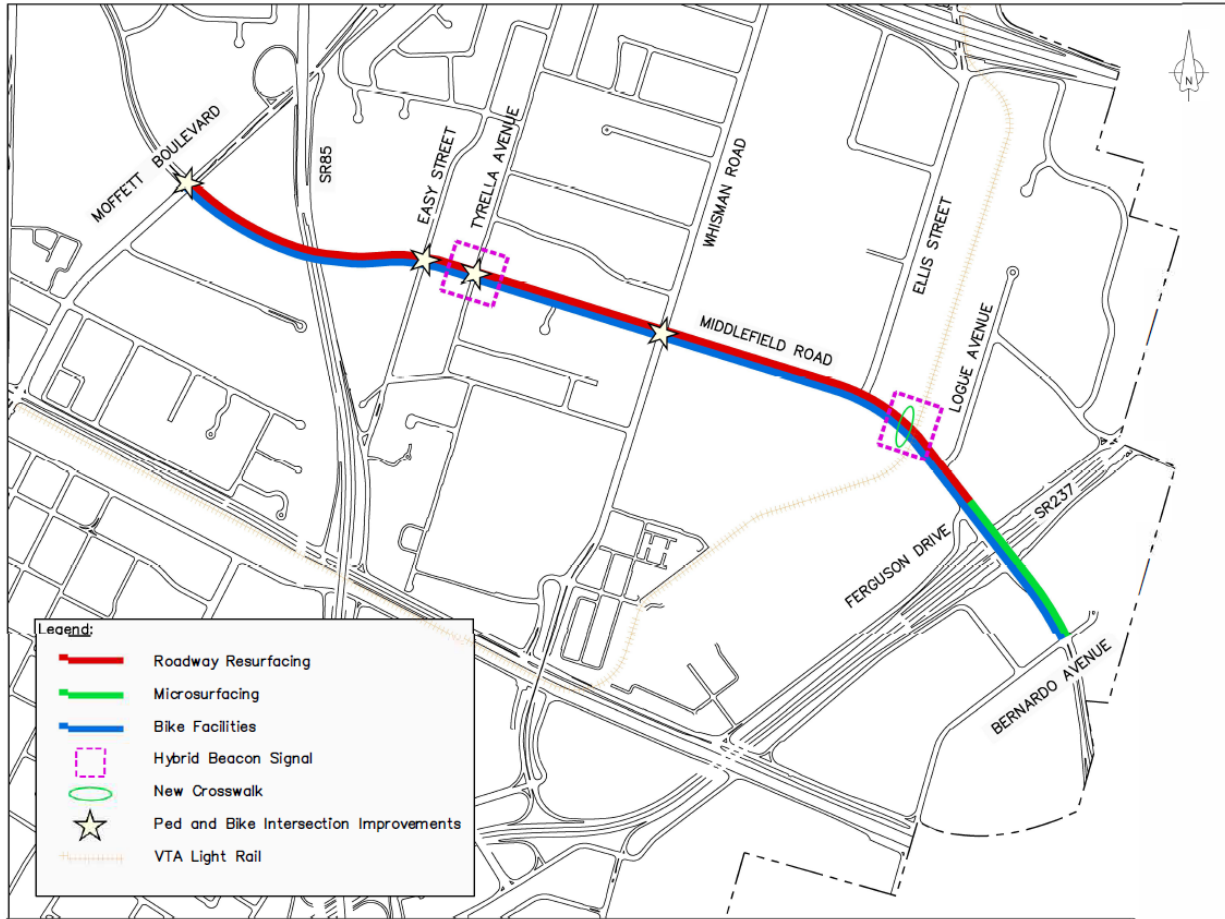 N
MOFFETT BOULEVARD
SR85
EASY STREET
TYRELLA AVENUE
WHISMAN ROAD
ELLIS STREET
LOGUE AVENUE
MIDDLEFIELD ROAD
SR237
FERGUSON DRIVE
BERNARDO AVENUE
Legend:
Roadway Resurfacing
Microsurfacing
Bike Facilities
Hybrid Beacon Signal
New Crosswalk
Ped and Bike Intersection Improvements
VTA Light Rail